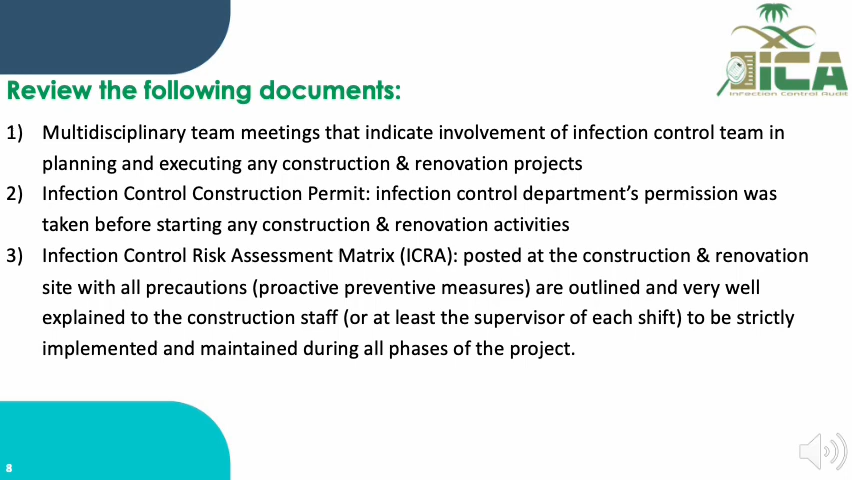 iCA
Infection Control Audit
Review the following documents:
1) Multidisciplinary team meetings that indicate involvement of infection control team in
planning and executing any construction & renovation projects
2) Infection Control Construction Permit: infection control department’s permission was
taken before starting any construction & renovation activities
3) Infection Control Risk Assessment Matrix (ICRA): posted at the construction & renovation
site with all precautions (proactive preventive measures) are outlined and very well
explained to the construction staff (or at least the supervisor of each shift) to be strictly
implemented and maintained during all phases of the project.
8